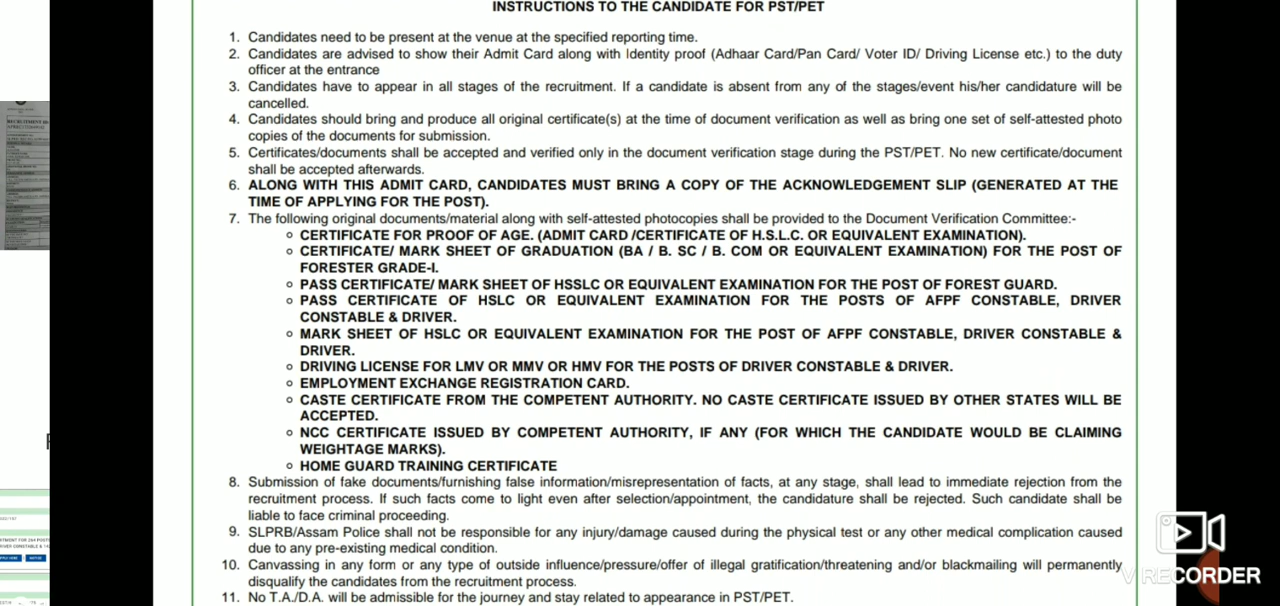 INSTRUCTIONS TO THE CANDIDATE FOR PST/PET
1. Candidates need to be present at the venue at the specified reporting time.
2. Candidates are advised to show their Admit Card along with Identity proof (Adhaar Card/Pan Card/ Voter ID/ Driving License etc.) to the duty
officer at the entrance
3. Candidates have to appear in all stages of the recruitment. If a candidate is absent from any of the stages/event his/her candidature will be
cancelled.
4. Candidates should bring and produce all original certificate(s) at the time of document verification as well as bring one set of self-attested photo
copies of the documents for submission.
5. Certificates/documents shall be accepted and verified only in the document verification stage during the PST/PET. No new certificate/document
shall be accepted afterwards.
6. ALONG WITH THIS ADMIT CARD, CANDIDATES MUST BRING A COPY OF THE ACKNOWLEDGEMENT SLIP (GENERATED AT THE
TIME OF APPLYING FOR THE POST).
7. The following original documents/material along with self-attested photocopies shall be provided to the Document Verification Committee:-
○ CERTIFICATE FOR PROOF OF AGE. (ADMIT CARD /CERTIFICATE OF H.S.L.C. OR EQUIVALENT EXAMINATION).
○ CERTIFICATE/ MARK SHEET OF GRADUATION (BA / B. SC / B. COM OR EQUIVALENT EXAMINATION) FOR THE POST OF
FORESTER GRADE-I.
○ PASS CERTIFICATE/ MARK SHEET OF HSSLC OR EQUIVALENT EXAMINATION FOR THE POST OF FOREST GUARD.
○ PASS CERTIFICATE OF HSLC OR EQUIVALENT EXAMINATION FOR THE POSTS OF AFPF CONSTABLE, DRIVER
CONSTABLE & DRIVER.
○ MARK SHEET OF HSLC OR EQUIVALENT EXAMINATION FOR THE POST OF AFPF CONSTABLE, DRIVER CONSTABLE &
DRIVER.
○ DRIVING LICENSE FOR LMV OR MMV OR HMV FOR THE POSTS OF DRIVER CONSTABLE & DRIVER.
○ EMPLOYMENT EXCHANGE REGISTRATION CARD.
○ CASTE CERTIFICATE FROM THE COMPETENT AUTHORITY. NO CASTE CERTIFICATE ISSUED BY OTHER STATES WILL BE
ACCEPTED.
○ NCC CERTIFICATE ISSUED BY COMPETENT AUTHORITY, IF ANY (FOR WHICH THE CANDIDATE WOULD BE CLAIMING
WEIGHTAGE MARKS).
○ HOME GUARD TRAINING CERTIFICATE
8. Submission of fake documents/furnishing false information/misrepresentation of facts, at any stage, shall lead to immediate rejection from the
recruitment process. If such facts come to light even after selection/appointment, the candidature shall be rejected. Such candidate shall be
liable to face criminal proceeding.
9. SLPRB/Assam Police shall not be responsible for any injury/damage caused during the physical test or any other medical complication caused
due to any pre-existing medical condition.
10. Canvassing in any form or any type of outside influence/pressure/offer of illegal gratification/threatening and/or blackmailing will permanently
disqualify the candidates from the recruitment process.
11. No T.A./D.A. will be admissible for the journey and stay related to appearance in PST/PET.
V RECORDER